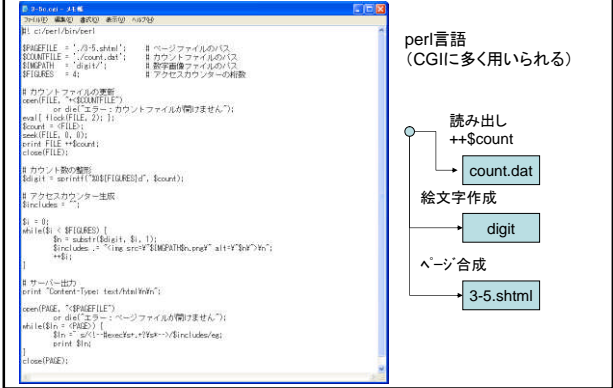 3-5c.cgi - メモ帳
ファイル(F) 編集(E) 書式(O) 表示(V) ヘルプ(H)
#! c:/perl/bin/perl
$PAGEFILE = './3-5.shtml'; # ページファイルのパス
$COUNTFILE = './count.dat'; # カウントファイルのパス
$IMGPATH = 'digit/'; # 数字画像ファイルのパス
$FIGURES = 4; # アクセスカウンターの桁数
# カウントファイルの更新
open(FILE, "+<$COUNTFILE")
or die("エラー：カウントファイルが開けません");
eval{ flock(FILE, 2); };
$count = <FILE>;
seek(FILE, 0, 0);
print FILE ++$count;
close(FILE);
# カウント数の整形
$digit = sprintf("%0$[FIGURES]d", $count);
# アクセスカウンター生成
$includes = "";
$i = 0;
while($i < $FIGURES) {
$n = substr($digit, $i, 1);
$includes .= "<img src=¥"$IMGPATH$n.png¥" alt=¥"$n¥">¥n";
++$i;
}
# サーバー出力
print "Content-Type: text/html¥n¥n";
open(PAGE, "<$PAGEFILE")
or die("エラー：ページファイルが開けません");
while($ln = <PAGE>) {
$ln =~ s/<!--#exec¥s+.+?¥s*-->/$includes/eg;
print $ln;
}
close(PAGE);
perl言語
（CGIに多く用いられる）
読み出し
++$count
count.dat
絵文字作成
digit
ページ合成
3-5.shtml